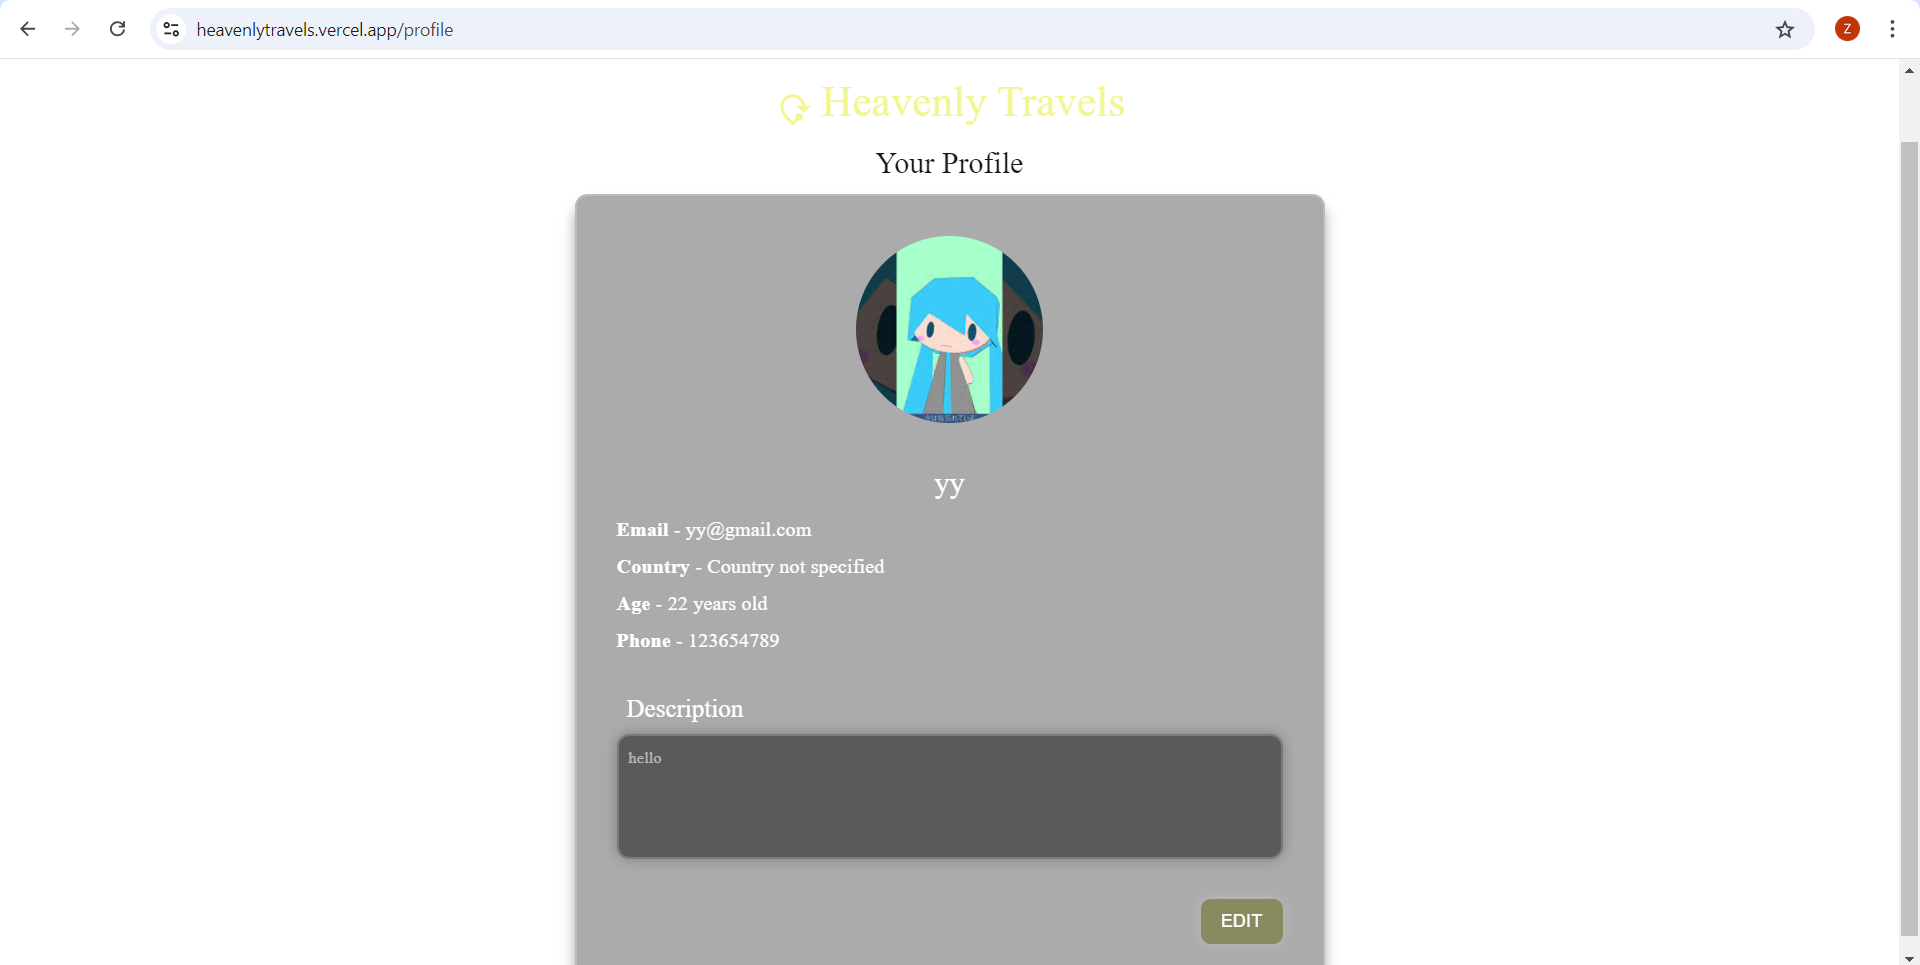 heavenlytravels.vercel.app/profile
Z
Heavenly Travels
Your Profile
yy
Email - yy@gmail.com
Country - Country not specified
Age - 22 years old
Phone - 123654789
Description
hello
EDIT